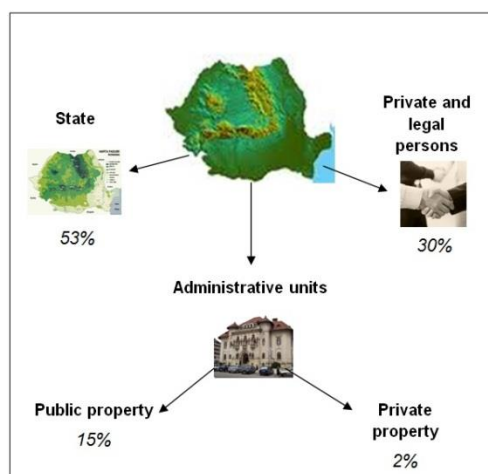 State
Private and
legal
persons
53%
30%
Administrative units
Public property
15%
Private
property
2%